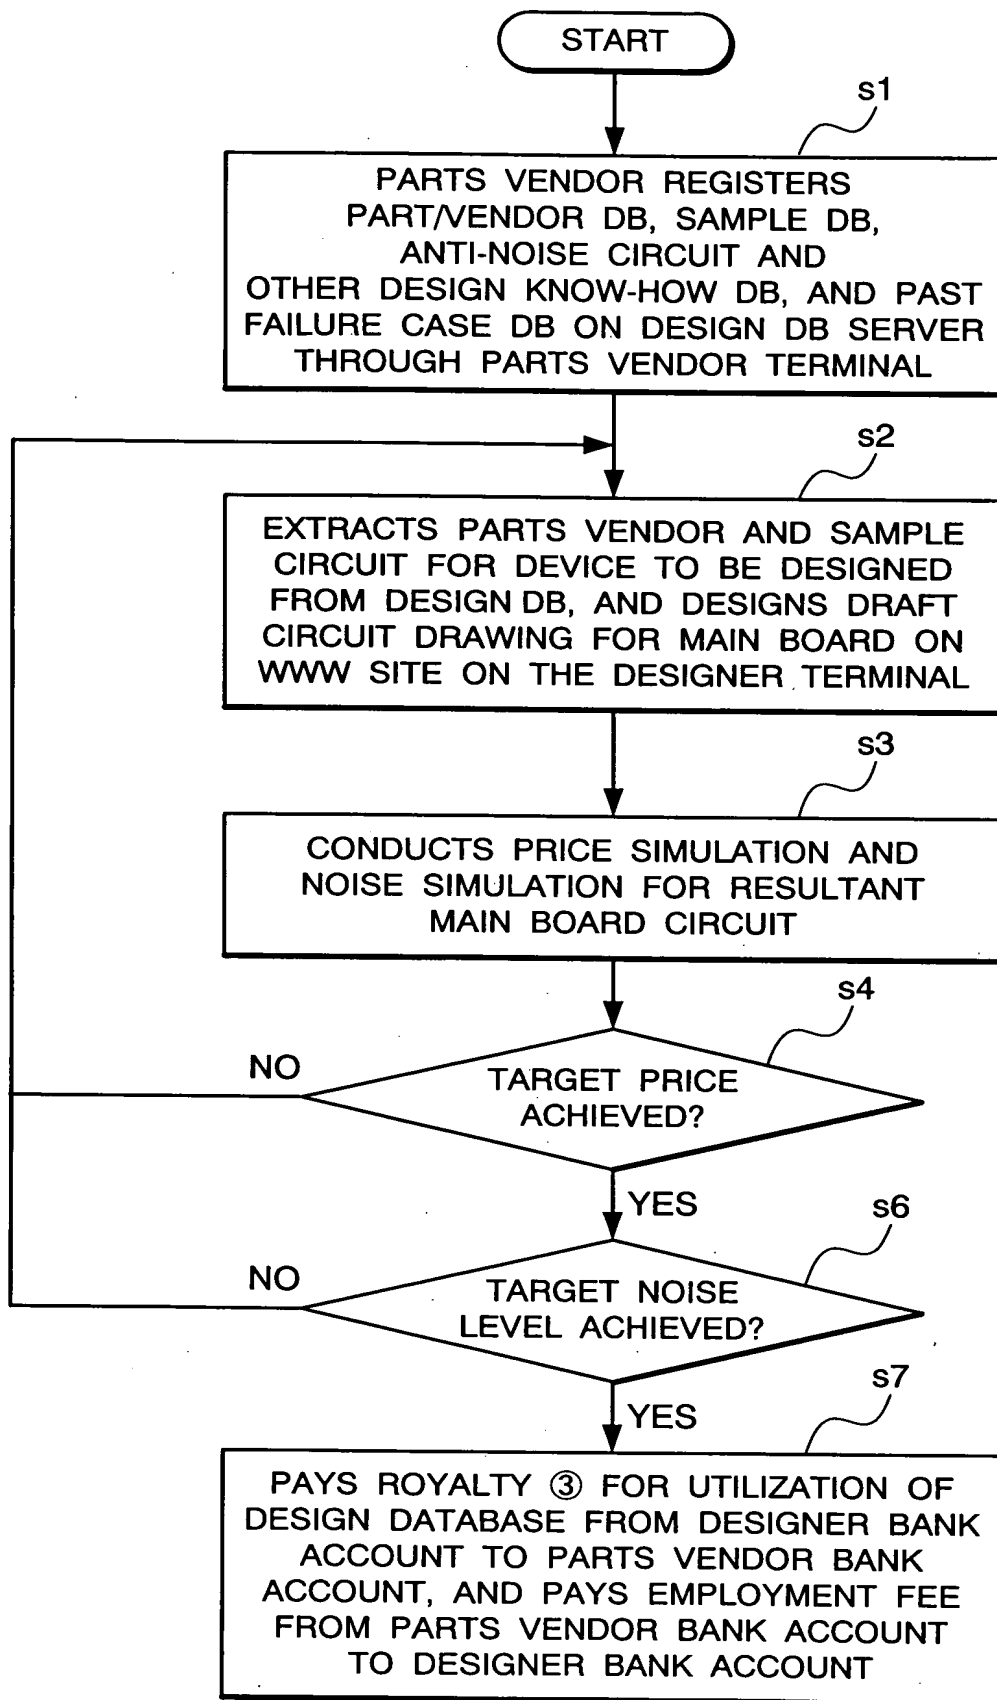 START
s1
PARTS VENDOR REGISTERS
PART/VENDOR DB, SAMPLE DB,
ANTI-NOISE CIRCUIT AND
OTHER DESIGN KNOW-HOW DB, AND PAST
FAILURE CASE DB ON DESIGN DB SERVER
THROUGH PARTS VENDOR TERMINAL
s2
EXTRACTS PARTS VENDOR AND SAMPLE
CIRCUIT FOR DEVICE TO BE DESIGNED
FROM DESIGN DB, AND DESIGNS DRAFT
CIRCUIT DRAWING FOR MAIN BOARD ON
WWW SITE ON THE DESIGNER TERMINAL
s3
CONDUCTS PRICE SIMULATION AND
NOISE SIMULATION FOR RESULTANT
MAIN BOARD CIRCUIT
s4
NO
TARGET PRICE
ACHIEVED?
YES
s6
NO
TARGET NOISE
LEVEL ACHIEVED?
YES
s7
PAYS ROYALTY ③ FOR UTILIZATION OF
DESIGN DATABASE FROM DESIGNER BANK
ACCOUNT TO PARTS VENDOR BANK
ACCOUNT, AND PAYS EMPLOYMENT FEE
FROM PARTS VENDOR BANK ACCOUNT
TO DESIGNER BANK ACCOUNT